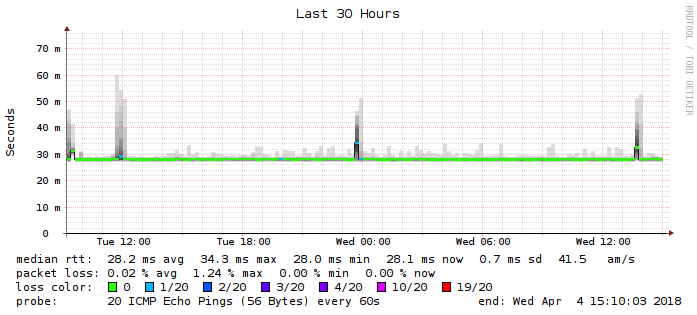 Last 30 Hours
RRDTOOL / TOBI OETIKER
Seconds
70 m
60 m
50 m
40 m
30 m
20 m
10 m
0
Tue 12:00 Tue 18:00 Wed 00:00 Wed 06:00 Wed 12:00
median rtt: 28.2 ms avg 34.3 ms max 28.0 ms min 28.1 ms now 0.7 ms sd 41.5 am/s
packet loss: 0.02 % avg 1.24 % max 0.00 % min 0.00 % now
loss color: 0 1/20 2/20 3/20 4/20 10/20 19/20
probe: 20 ICMP Echo Pings (56 Bytes) every 60s end: Wed Apr 4 15:10:03 2018